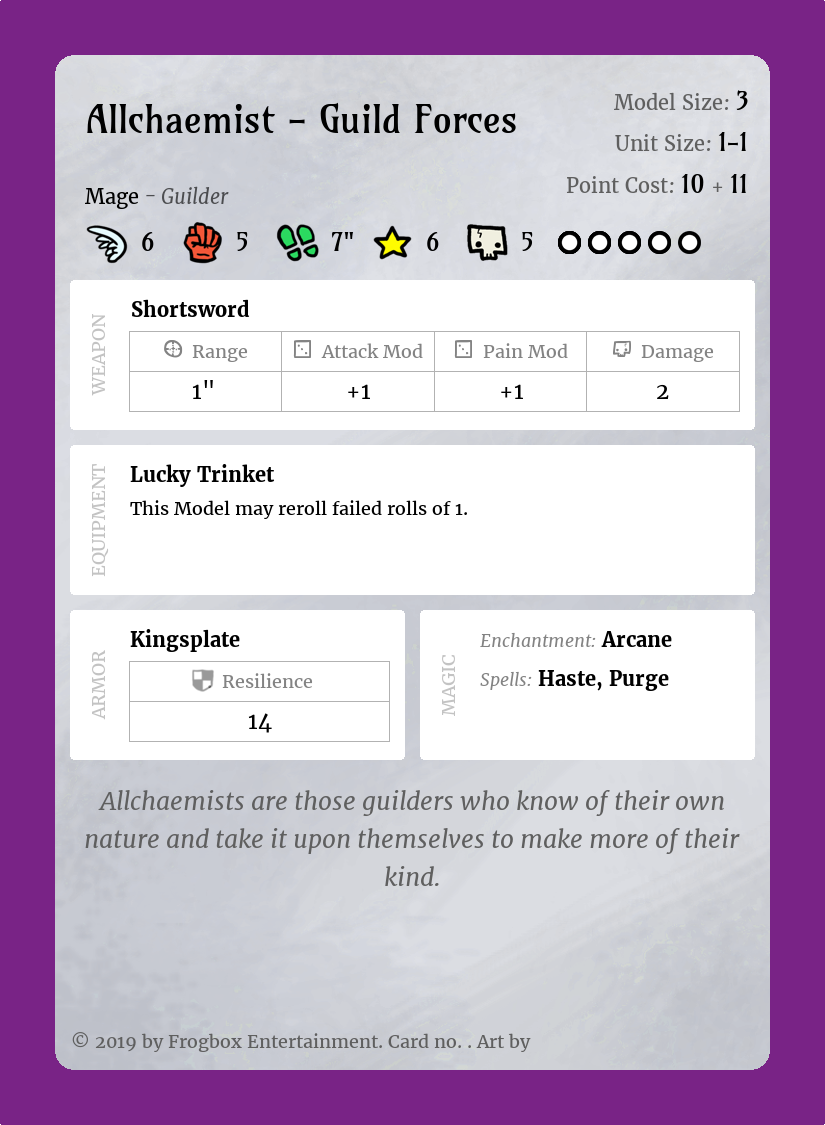 Allchaemist – Guild Forces
Model Size: 3
Unit Size: 1–1
Point Cost: 10 + 11
Mage – Guilder
6 5 7" 6 5
WEAPON
Shortsword
Range Attack Mod Pain Mod Damage
1" +1 +1 2
EQUIPMENT
Lucky Trinket
This Model may reroll failed rolls of 1.
ARMOR
Kingsplate
Resilience
14
MAGIC
Enchantment: Arcane
Spells: Haste, Purge
Allchaemists are those guilders who know of their own
nature and take it upon themselves to make more of their
kind.
© 2019 by Frogbox Entertainment. Card no. . Art by